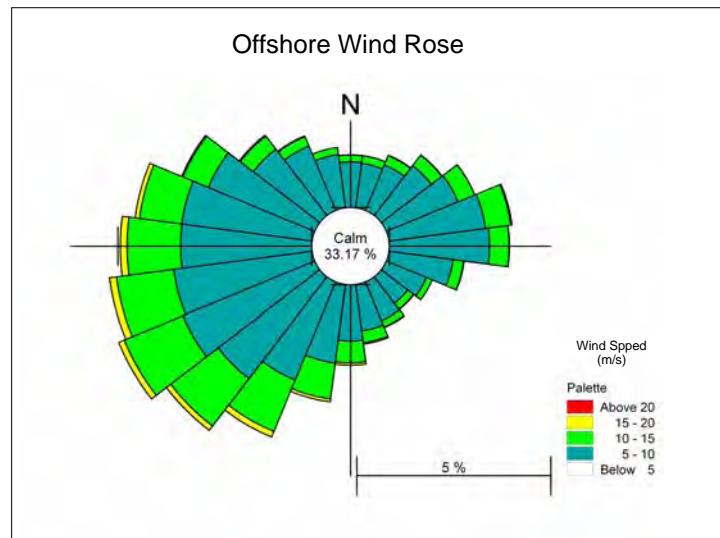 Offshore Wind Rose
N
Calm
33.17 %
Wind Spped
(m/s)
Palette
Above 20
15 - 20
10 - 15
5 - 10
Below 5
5 %